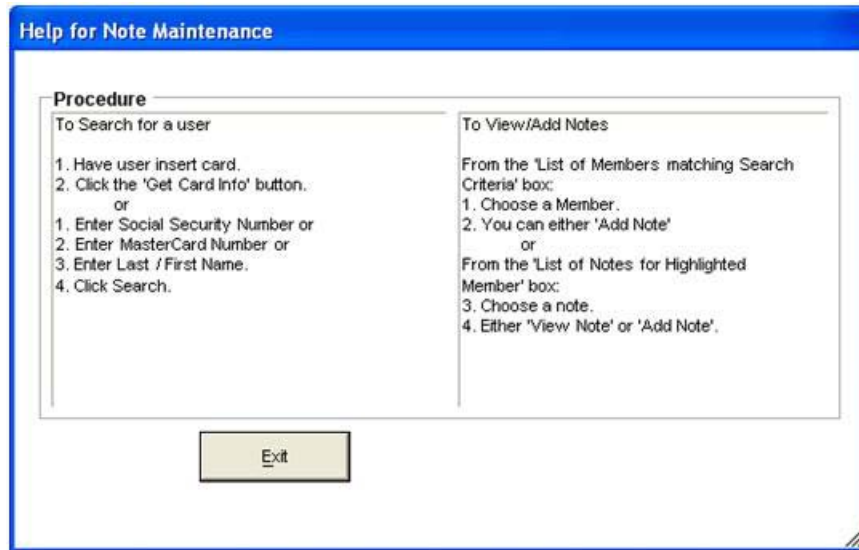 Help for Note Maintenance
Procedure
To Search for a user
1. Have user insert card.
2. Click the 'Get Card Info' button.
or
1. Enter Social Security Number or
2. Enter MasterCard Number or
3. Enter Last / First Name.
4. Click Search.
To View/Add Notes
From the 'List of Members matching Search
Criteria' box:
1. Choose a Member.
2. You can either 'Add Note'
or
From the 'List of Notes for Highlighted
Member' box:
3. Choose a note.
4. Either 'View Note' or 'Add Note'.
Exit